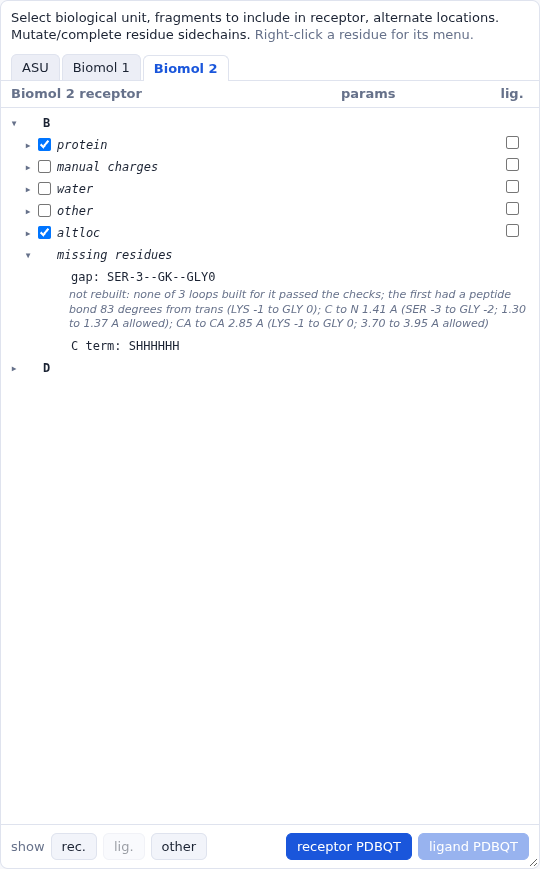 Select biological unit, fragments to include in receptor, alternate locations.
Mutate/complete residue sidechains. Right-click a residue for its menu.
ASU Biomol 1 Biomol 2
Biomol 2 receptor params lig.
B
protein
manual charges
water
other
altloc
missing residues
gap: SER-3--GK--GLY0
not rebuilt: none of 3 loops built for it passed the checks; the first had a peptide
bond 83 degrees from trans (LYS -1 to GLY 0); C to N 1.41 A (SER -3 to GLY -2; 1.30
to 1.37 A allowed); CA to CA 2.85 A (LYS -1 to GLY 0; 3.70 to 3.95 A allowed)
C term: SHHHHHH
D
show rec. lig. other receptor PDBQT ligand PDBQT